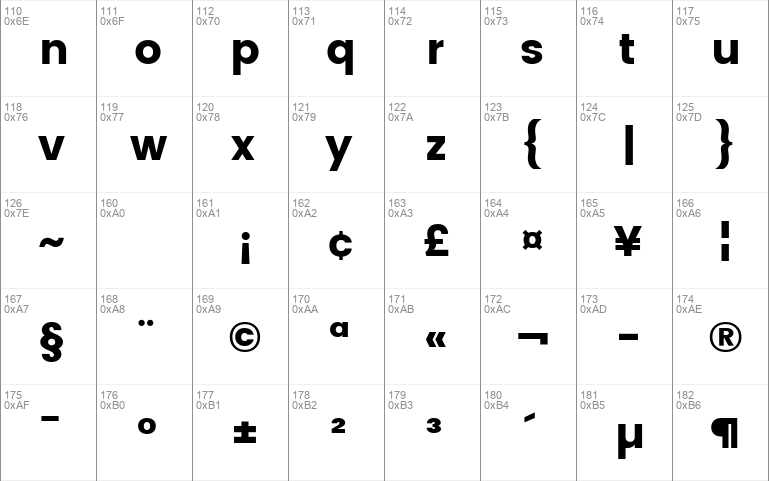 110 111 112 113 114 115 116 117
0x6E 0x6F 0x70 0x71 0x72 0x73 0x74 0x75
n o p q r s t u
118 119 120 121 122 123 124 125
0x76 0x77 0x78 0x79 0x7A 0x7B 0x7C 0x7D
v w x y z { | }
126 160 161 162 163 164 165 166
0x7E 0xA0 0xA1 0xA2 0xA3 0xA4 0xA5 0xA6
~ ¡ ¢ £ ¤ ¥ ¦
167 168 169 170 171 172 173 174
0xA7 0xA8 0xA9 0xAA 0xAB 0xAC 0xAD 0xAE
§ ¨ © ª « ¬ - ®
175 176 177 178 179 180 181 182
0xAF 0xB0 0xB1 0xB2 0xB3 0xB4 0xB5 0xB6
¯ ° ± ² ³ ´ µ ¶